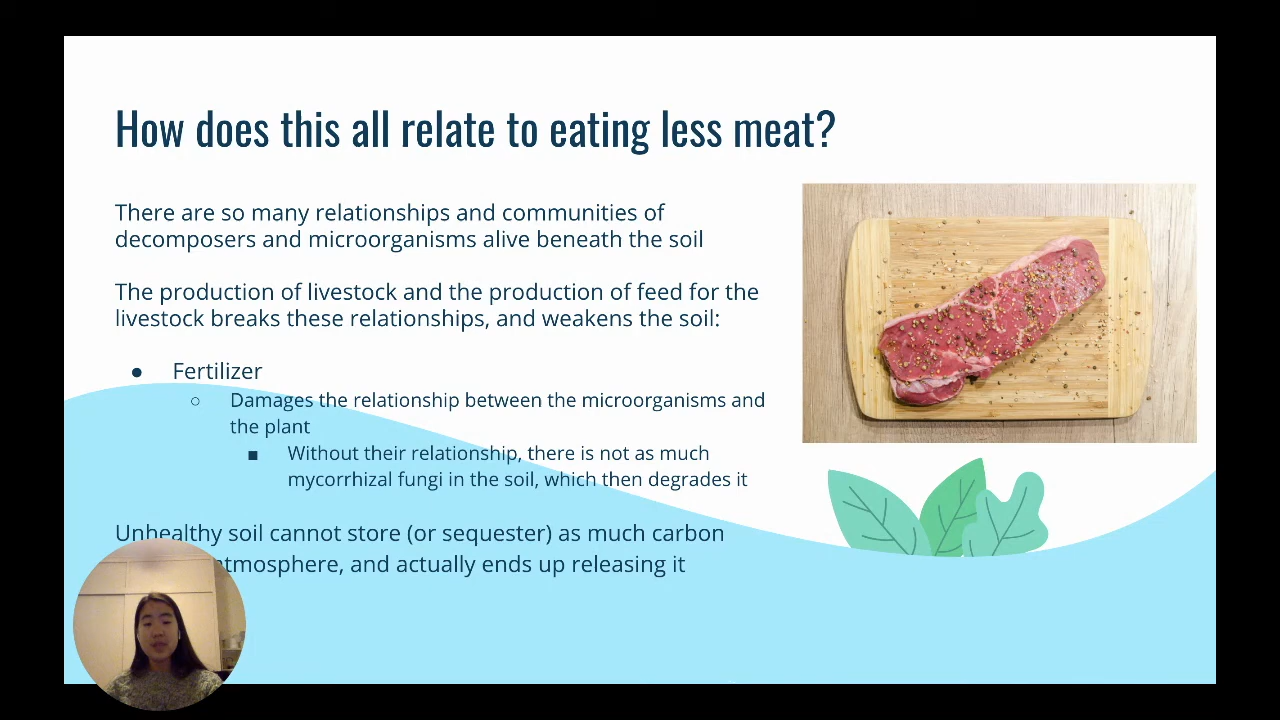 How does this all relate to eating less meat?
There are so many relationships and communities of
decomposers and microorganisms alive beneath the soil
The production of livestock and the production of feed for the
livestock breaks these relationships, and weakens the soil:
● Fertilizer
○ Damages the relationship between the microorganisms and
the plant
■ Without their relationship, there is not as much
mycorrhizal fungi in the soil, which then degrades it
Unhealthy soil cannot store (or sequester) as much carbon
tmosphere, and actually ends up releasing it